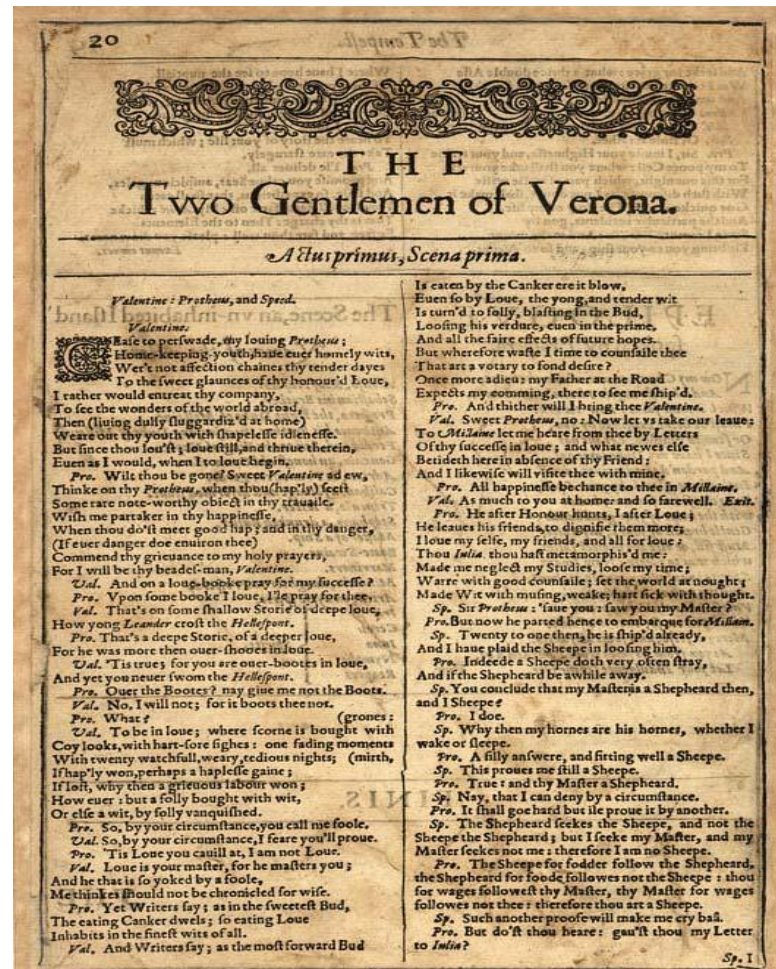 20
THE
Two Gentlemen of Verona.
Actus primus, Scena prima.
Valentine: Protheus, and Speed.
Valentine.
CEase to perswade, my louing Protheus;
Home-keeping-youth, haue euer homely wits,
Wer't not affection chaines thy tender dayes
To the sweet glaunces of thy honour'd Loue,
I rather would entreat thy company,
To see the wonders of the world abroad,
Then (liuing dully sluggardiz'd at home)
Weare out thy youth with shapelesse idlenesse.
But since thou lou'st; loue still, and thriue therein,
Euen as I would, when I to loue begin.
Pro. Wilt thou be gone? Sweet Valentine adew,
Thinke on thy Protheus, when thou (hap'ly) seest
Some rare note-worthy obiect in thy trauaile.
Wish me partaker in thy happinesse,
When thou do'st meet good hap; and in thy danger,
(If euer danger doe enuiron thee)
Commend thy grieuance to my holy prayers,
For I will be thy beades-man, Valentine.
Val. And on a loue-booke pray for my successe?
Pro. Vpon some booke I loue, I'le pray for thee.
Val. That's on some shallow Storie of deepe loue,
How yong Leander crost the Hellespont.
Pro. That's a deepe Storie, of a deeper loue,
For he was more then ouer-shooes in loue.
Val. 'Tis true; for you are ouer-bootes in loue,
And yet you neuer swom the Hellespont.
Pro. Ouer the Bootes? nay giue me not the Boots.
Val. No, I will not; for it boots thee not.
Pro. What? (grones:
Val. To be in loue; where scorne is bought with
Coy looks, with hart-sore sighes: one fading moments
With twenty watchfull, weary, tedious nights; (mirth,
If hap'ly won, perhaps a haplesse gaine;
If lost, why then a grieuous labour won;
How euer: but a folly bought with wit,
Or else a wit, by folly vanquished.
Pro. So, by your circumstance, you call me foole.
Val. So, by your circumstance, I feare you'll proue.
Pro. 'Tis Loue you cauill at, I am not Loue.
Val. Loue is your master, for he masters you;
And he that is so yoked by a foole,
Me thinkes should not be chronicled for wise.
Pro. Yet Writers say; as in the sweetest Bud,
The eating Canker dwels; so eating Loue
Inhabits in the finest wits of all.
Val. And Writers say; as the most forward Bud
Is eaten by the Canker ere it blow,
Euen so by Loue, the yong, and tender wit
Is turn'd to folly, blasting in the Bud,
Loosing his verdure, euen in the prime,
And all the faire effects of future hopes.
But wherefore waste I time to counsaile thee
That art a votary to fond desire?
Once more adieu: my Father at the Road
Expects my comming, there to see me ship'd.
Pro. And thither will I bring thee Valentine.
Val. Sweet Protheus, no: Now let vs take our leaue:
To Millaine let me heare from thee by Letters
Of thy successe in loue; and what newes else
Betideth here in absence of thy Friend:
And I likewise will visite thee with mine.
Pro. All happinesse bechance to thee in Millaine.
Val. As much to you at home: and so farewell. Exit.
Pro. He after Honour hunts, I after Loue;
He leaues his friends, to dignifie them more;
I loue my selfe, my friends, and all for loue:
Thou Iulia, thou hast metamorphis'd me:
Made me neglect my Studies, loose my time;
Warre with good counsaile; set the world at nought;
Made Wit with musing, weake; hart sick with thought.
Sp. Sir Protheus: 'saue you: saw you my Master?
Pro. But now he parted hence to embarque for Millain.
Sp. Twenty to one then, he is ship'd already,
And I haue plaid the Sheepe in loosing him.
Pro. Indeede a Sheepe doth very often stray,
And if the Shepheard be awhile away.
Sp. You conclude that my Master is a Shepheard then,
and I Sheepe?
Pro. I doe.
Sp. Why then my hornes are his hornes, whether I
wake or sleepe.
Pro. A silly answere, and fitting well a Sheepe.
Sp. This proues me still a Sheepe.
Pro. True: and thy Master a Shepheard.
Sp. Nay, that I can deny by a circumstance.
Pro. It shall goe hard but ile proue it by another.
Sp. The Shepheard seekes the Sheepe, and not the
Sheepe the Shepheard; but I seeke my Master, and my
Master seekes not me: therefore I am no Sheepe.
Pro. The Sheepe for fodder follow the Shepheard,
the Shepheard for foode followes not the Sheepe: thou
for wages followest thy Master, thy Master for wages
followes not thee: therefore thou art a Sheepe.
Sp. Such another proofe will make me cry baâ.
Pro. But do'st thou heare: gau'st thou my Letter
to Iulia?
Sp. I